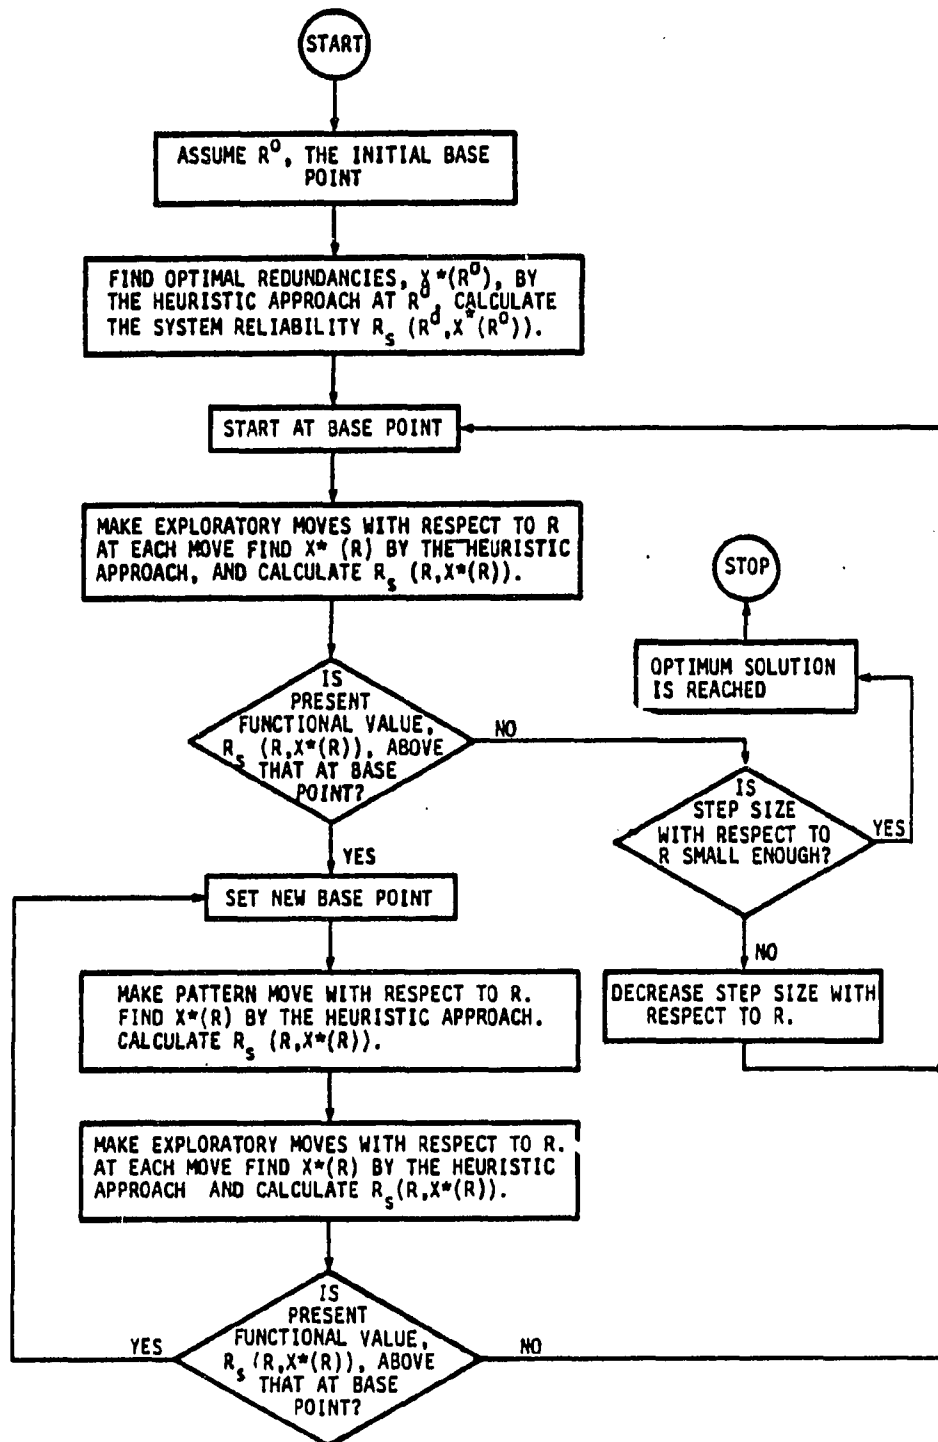 START
ASSUME R⁰, THE INITIAL BASE
POINT
FIND OPTIMAL REDUNDANCIES, X*(R⁰), BY
THE HEURISTIC APPROACH AT R⁰, CALCULATE
THE SYSTEM RELIABILITY Rₛ (R⁰,X*(R⁰)).
START AT BASE POINT
MAKE EXPLORATORY MOVES WITH RESPECT TO R
AT EACH MOVE FIND X* (R) BY THE HEURISTIC
APPROACH, AND CALCULATE Rₛ (R,X*(R)).
IS
PRESENT
FUNCTIONAL VALUE,
Rₛ (R,X*(R)), ABOVE
THAT AT BASE
POINT?
NO
YES
STOP
OPTIMUM SOLUTION
IS REACHED
IS
STEP SIZE
WITH RESPECT TO
R SMALL ENOUGH?
YES
NO
DECREASE STEP SIZE WITH
RESPECT TO R.
SET NEW BASE POINT
MAKE PATTERN MOVE WITH RESPECT TO R.
FIND X*(R) BY THE HEURISTIC APPROACH.
CALCULATE Rₛ (R,X*(R)).
MAKE EXPLORATORY MOVES WITH RESPECT TO R.
AT EACH MOVE FIND X*(R) BY THE HEURISTIC
APPROACH AND CALCULATE Rₛ(R,X*(R)).
IS
PRESENT
FUNCTIONAL VALUE,
Rₛ (R,X*(R)), ABOVE
THAT AT BASE
POINT?
YES
NO